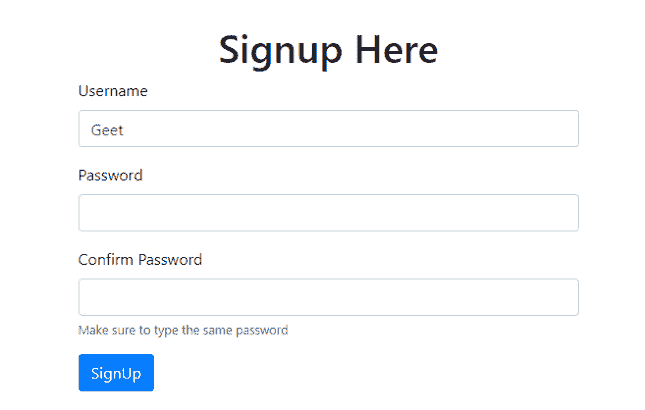 Signup Here
Username
Geet
Password
Confirm Password
Make sure to type the same password
SignUp